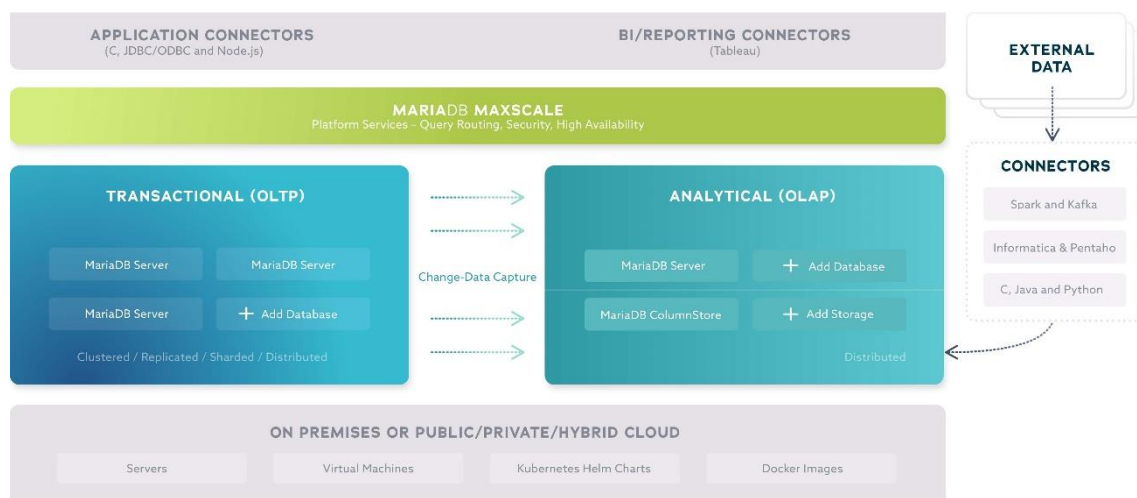 APPLICATION CONNECTORS
(C, JDBC/ODBC and Node.js)
BI/REPORTING CONNECTORS
(Tableau)
MARIADB MAXSCALE
Platform Services – Query Routing, Security, High Availability
TRANSACTIONAL (OLTP)
MariaDB Server
MariaDB Server
MariaDB Server
+ Add Database
Clustered / Replicated / Sharded / Distributed
Change-Data Capture
ANALYTICAL (OLAP)
MariaDB Server
+ Add Database
MariaDB ColumnStore
+ Add Storage
Distributed
EXTERNAL
DATA
CONNECTORS
Spark and Kafka
Informatica & Pentaho
C, Java and Python
ON PREMISES OR PUBLIC/PRIVATE/HYBRID CLOUD
Servers
Virtual Machines
Kubernetes Helm Charts
Docker Images